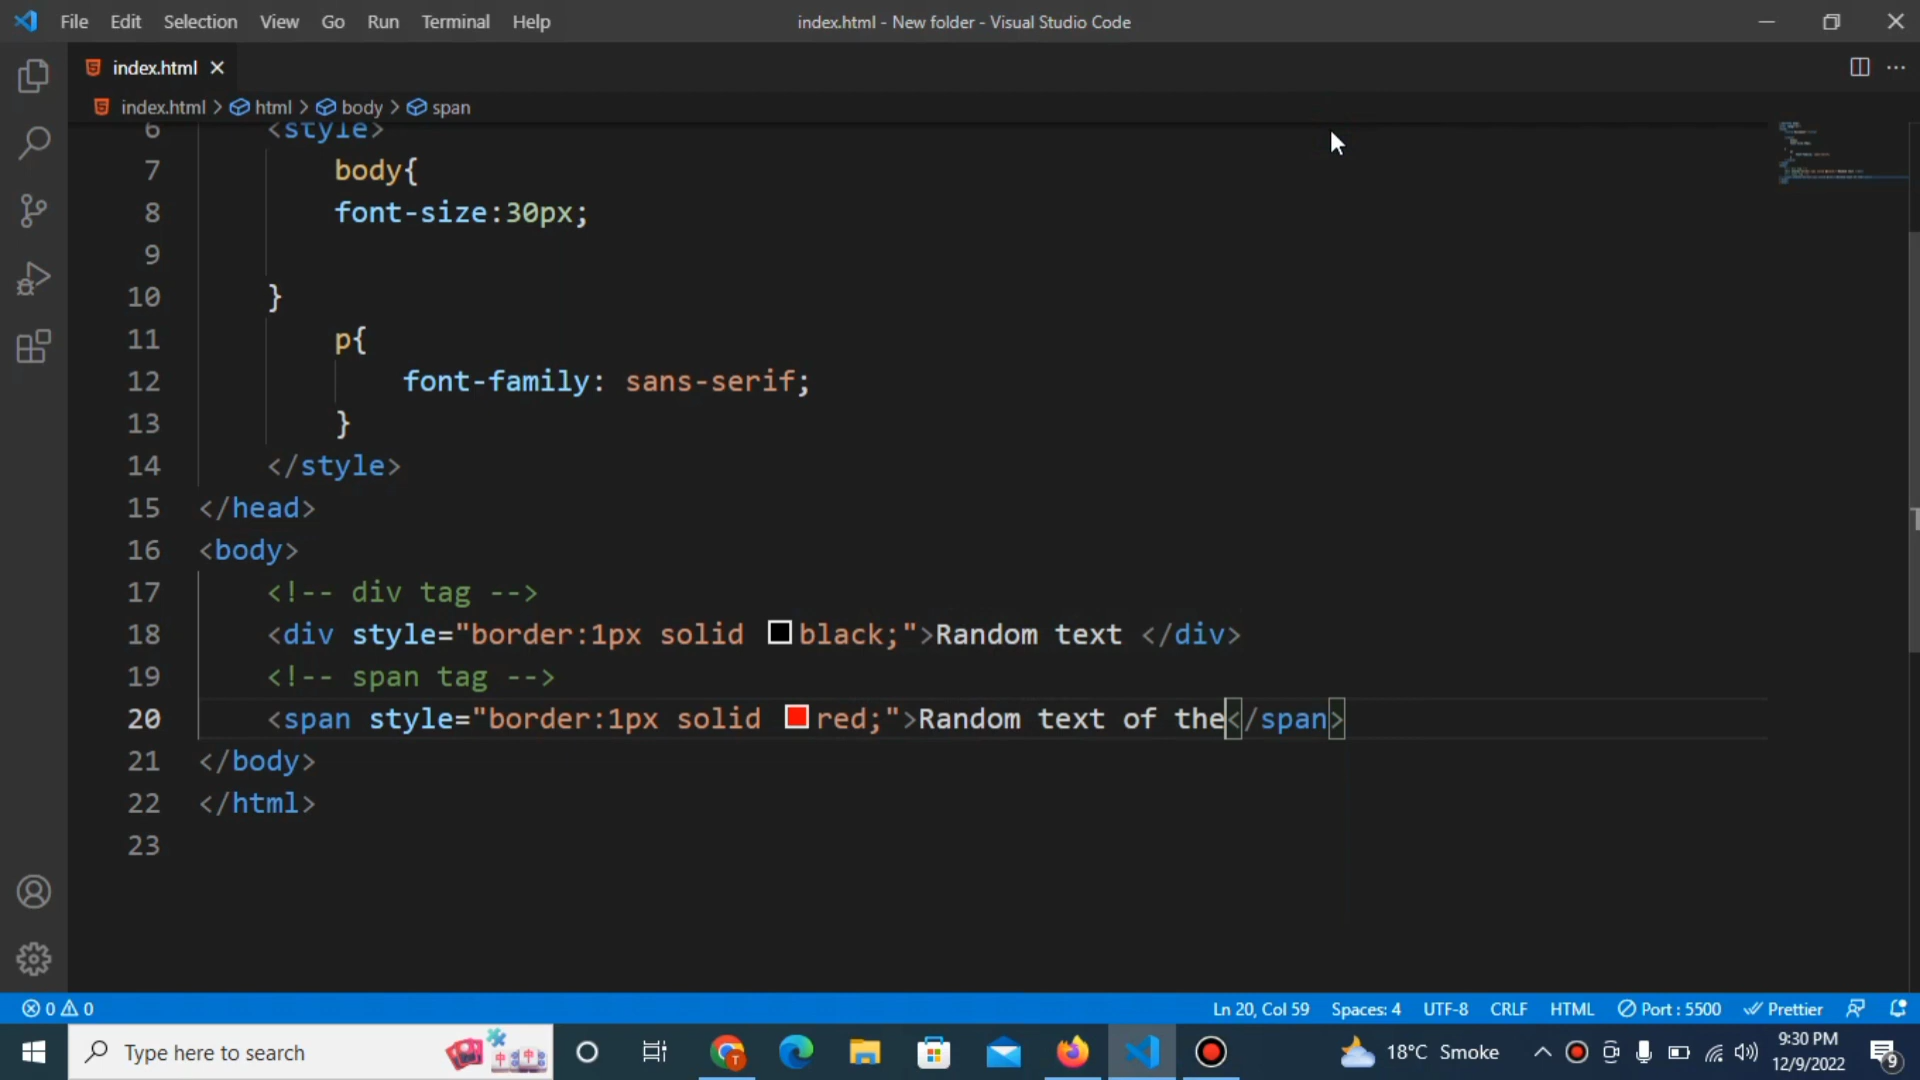 File Edit Selection View Go Run Terminal Help
index.html - New folder - Visual Studio Code
index.html
index.html > html > body > span
6 <style>
7 body{
8 font-size:30px;
9
10 }
11 p{
12 font-family: sans-serif;
13 }
14 </style>
15 </head>
16 <body>
17 <!-- div tag -->
18 <div style="border:1px solid black;">Random text </div>
19 <!-- span tag -->
20 <span style="border:1px solid red;">Random text of the</span>
21 </body>
22 </html>
23
0 0 Ln 20, Col 59 Spaces: 4 UTF-8 CRLF HTML Port : 5500 Prettier
Type here to search
18°C Smoke
9:30 PM
12/9/2022
9